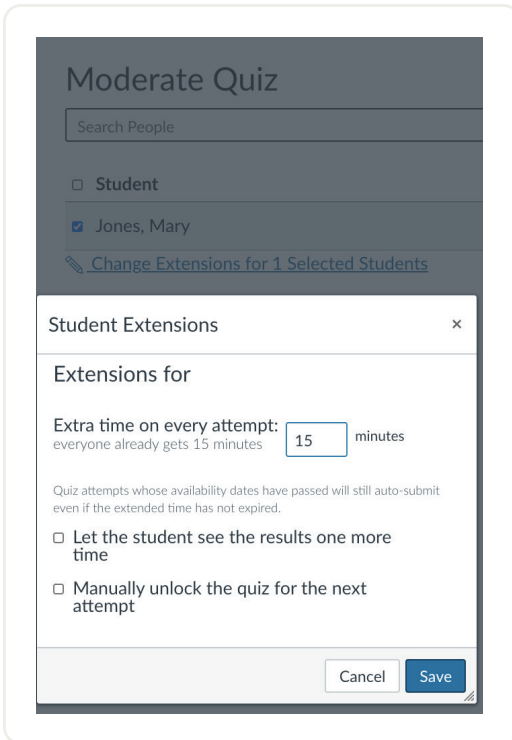 Moderate Quiz
Search People
Student
Jones, Mary
Change Extensions for 1 Selected Students
Student Extensions ×
Extensions for
Extra time on every attempt: 15 minutes
everyone already gets 15 minutes
Quiz attempts whose availability dates have passed will still auto-submit
even if the extended time has not expired.
Let the student see the results one more
time
Manually unlock the quiz for the next
attempt
Cancel Save